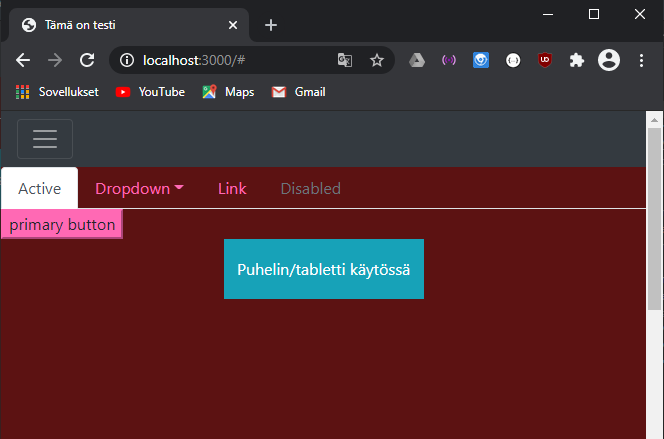 Tämä on testi
localhost:3000/#
Sovellukset YouTube Maps Gmail
Active Dropdown Link Disabled
primary button
Puhelin/tabletti käytössä